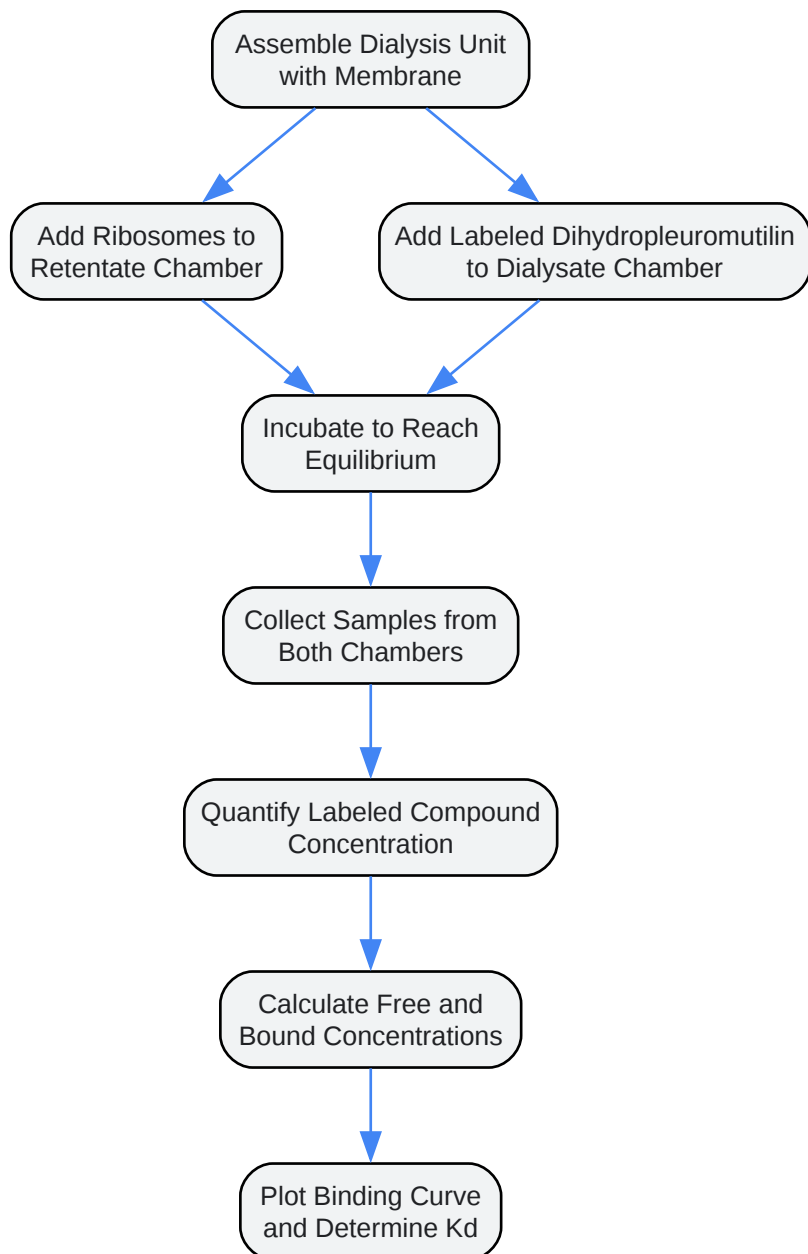 Assemble Dialysis Unit
with Membrane
Add Ribosomes to
Retentate Chamber
Add Labeled Dihydropleuromutilin
to Dialysate Chamber
Incubate to Reach
Equilibrium
Collect Samples from
Both Chambers
Quantify Labeled Compound
Concentration
Calculate Free and
Bound Concentrations
Plot Binding Curve
and Determine Kd